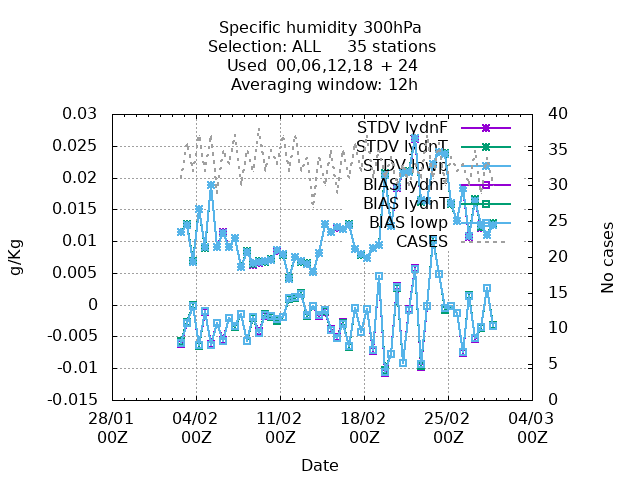 Specific humidity 300hPa
Selection: ALL     35 stations
Used  00,06,12,18  + 24
Averaging window: 12h
STDV lydnF
STDV lydnT
STDV lowp
BIAS lydnF
BIAS lydnT
BIAS lowp
CASES
0.03
0.025
0.02
0.015
0.01
0.005
0
-0.005
-0.01
-0.015
g/Kg
40
35
30
25
20
15
10
5
0
No cases
28/01 04/02 11/02 18/02 25/02 04/03
00Z 00Z 00Z 00Z 00Z 00Z
Date